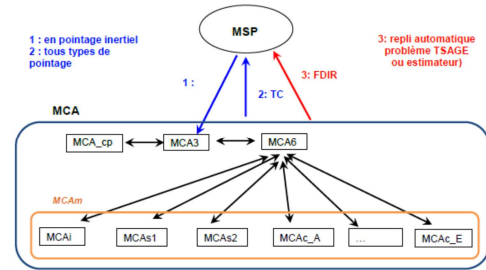 1 : en pointage inertiel
2 : tous types de
pointage
MSP
3: repli automatique
problème TSAGE
ou estimateur)
1 :
2: TC
3: FDIR
MCA
MCA_cp
MCA3
MCA6
MCAm
MCAi
MCAs1
MCAs2
MCAc_A
...
MCAc_E